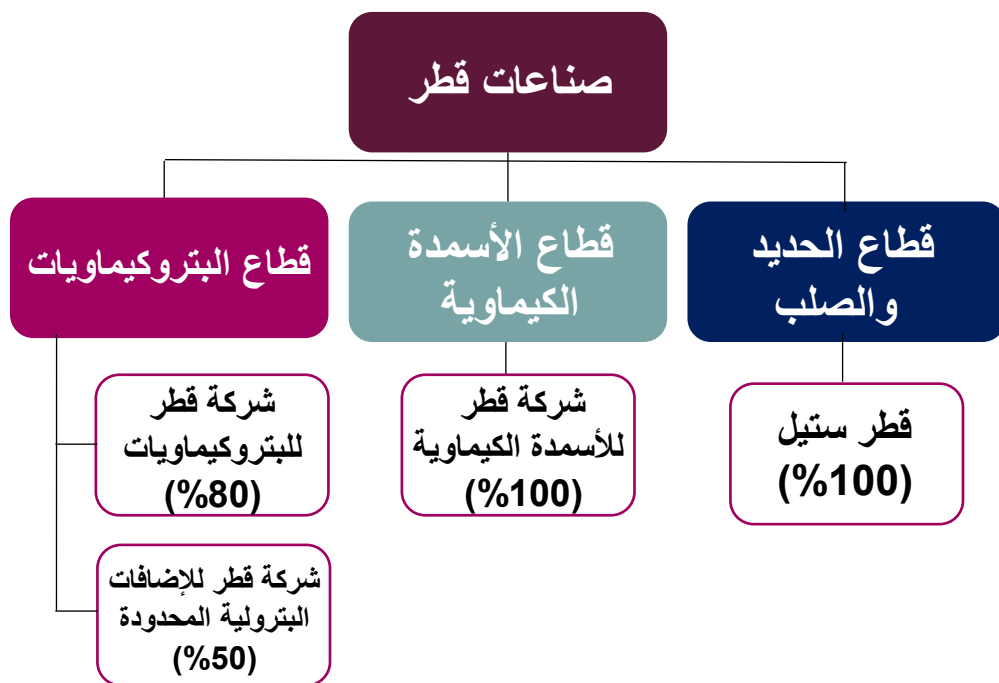 صناعات قطر
قطاع الحديد
والصلب
قطاع الأسمدة
الكيماوية
قطاع البتروكيماويات
قطر ستيل
(%100)
شركة قطر
للأسمدة الكيماوية
(%100)
شركة قطر
للبتروكيماويات
(%80)
شركة قطر للإضافات
البترولية المحدودة
(%50)